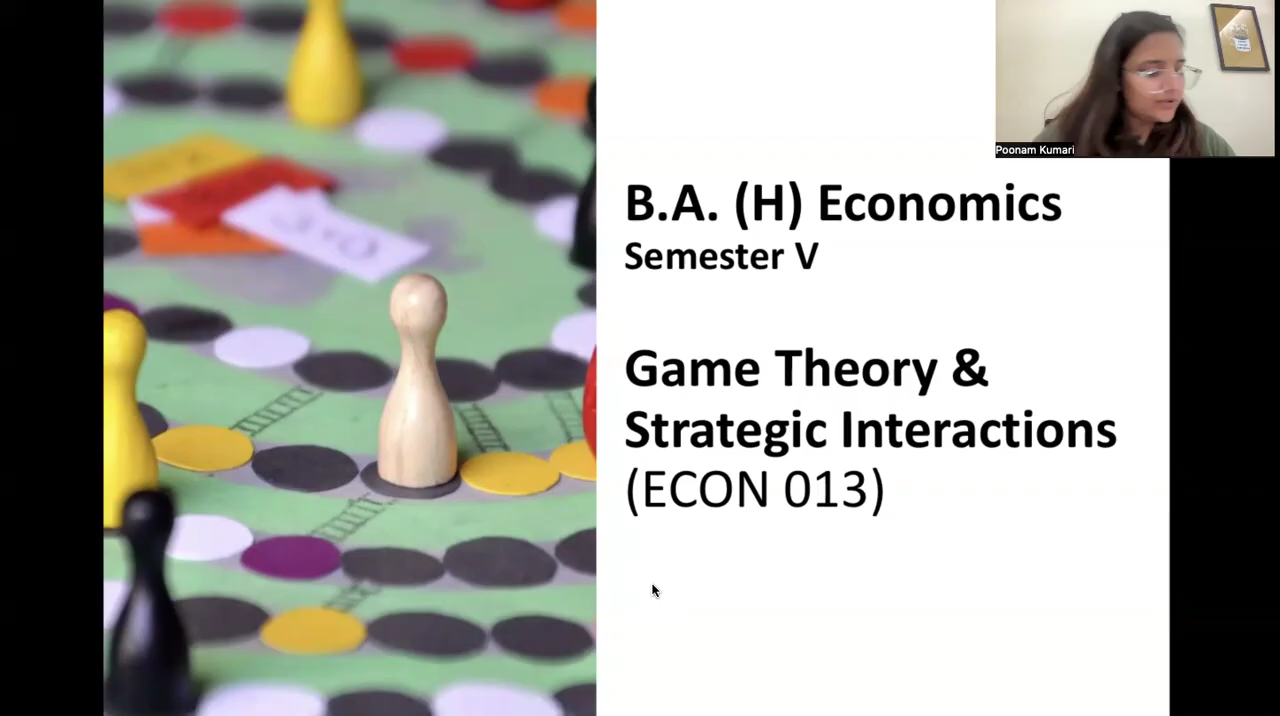 Poonam Kumari
B.A. (H) Economics
Semester V
Game Theory &
Strategic Interactions
(ECON 013)